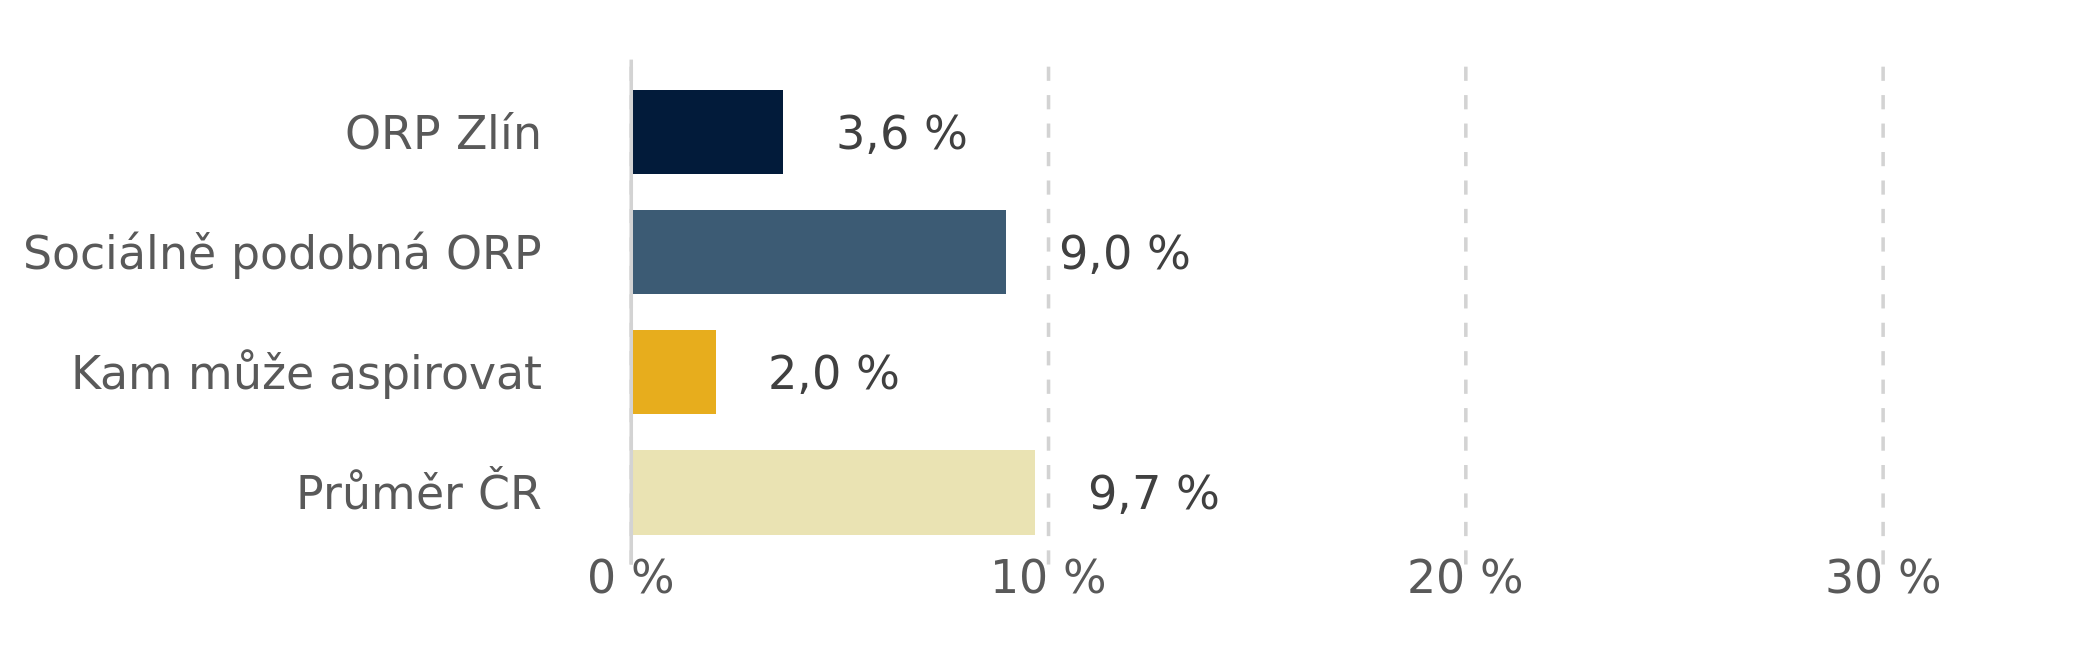 ORP Zlín 3,6 %
Sociálně podobná ORP 9,0 %
Kam může aspirovat 2,0 %
Průměr ČR 9,7 %
0 % 10 % 20 % 30 %